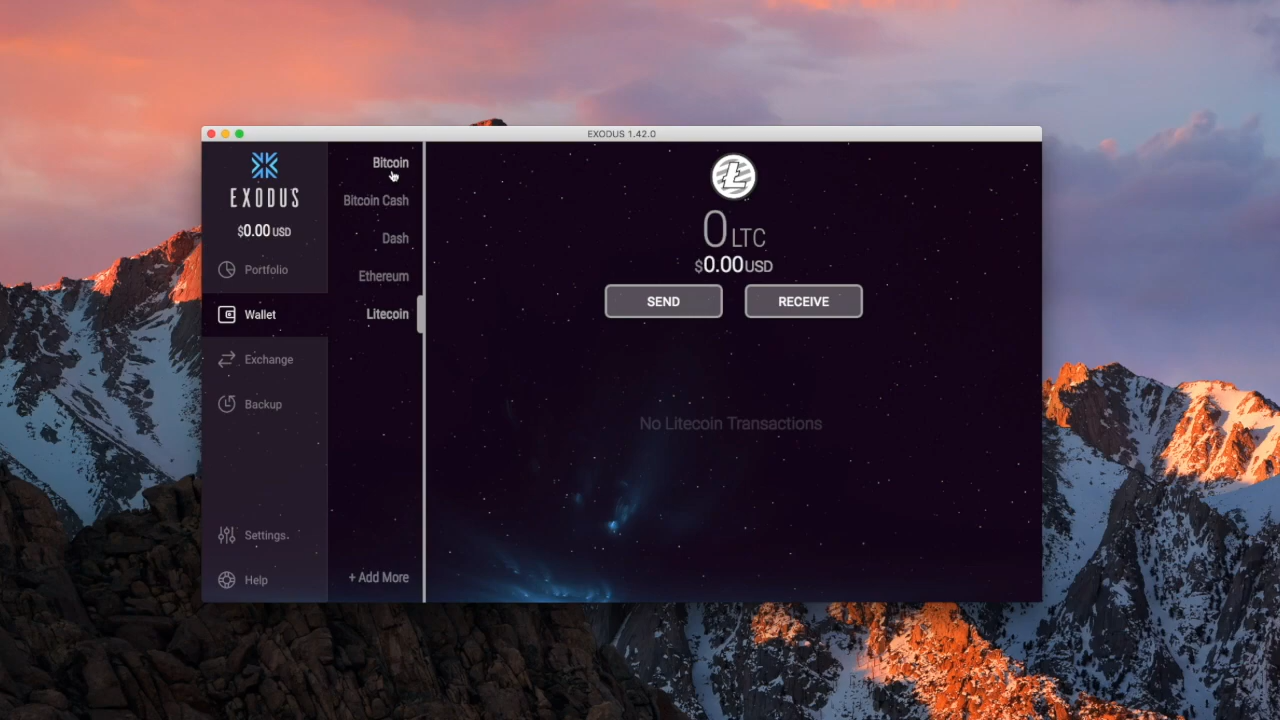 EXODUS 1.42.0
EXODUS
$0.00 USD
Portfolio
Wallet
Exchange
Backup
Settings
Help
Bitcoin
Bitcoin Cash
Dash
Ethereum
Litecoin
+ Add More
0 LTC
$0.00 USD
SEND
RECEIVE
No Litecoin Transactions